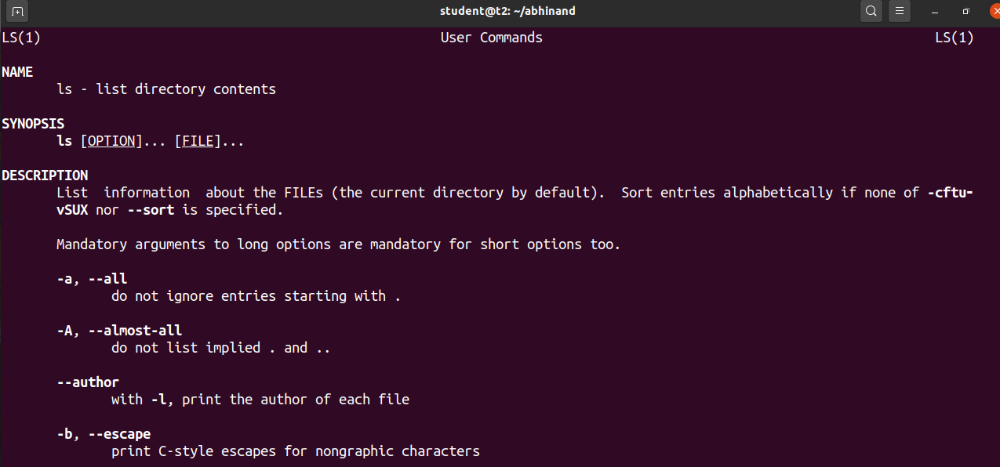 student@t2: ~/abhinand
LS(1) User Commands LS(1)
NAME
ls - list directory contents
SYNOPSIS
ls [OPTION]... [FILE]...
DESCRIPTION
List  information  about the FILEs (the current directory by default).  Sort entries alphabetically if none of -cftu-
vSUX nor --sort is specified.
Mandatory arguments to long options are mandatory for short options too.
-a, --all
do not ignore entries starting with .
-A, --almost-all
do not list implied . and ..
--author
with -l, print the author of each file
-b, --escape
print C-style escapes for nongraphic characters